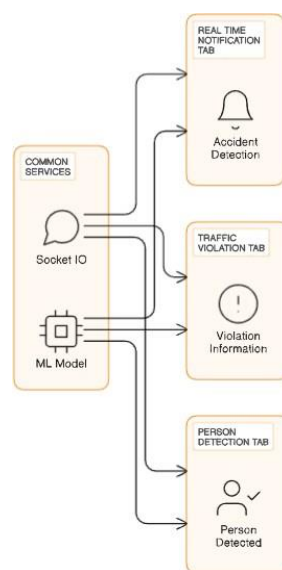 REAL TIME
NOTIFICATION
TAB
Accident
Detection
COMMON
SERVICES
Socket IO
ML Model
TRAFFIC
VIOLATION TAB
Violation
Information
PERSON
DETECTION TAB
Person
Detected